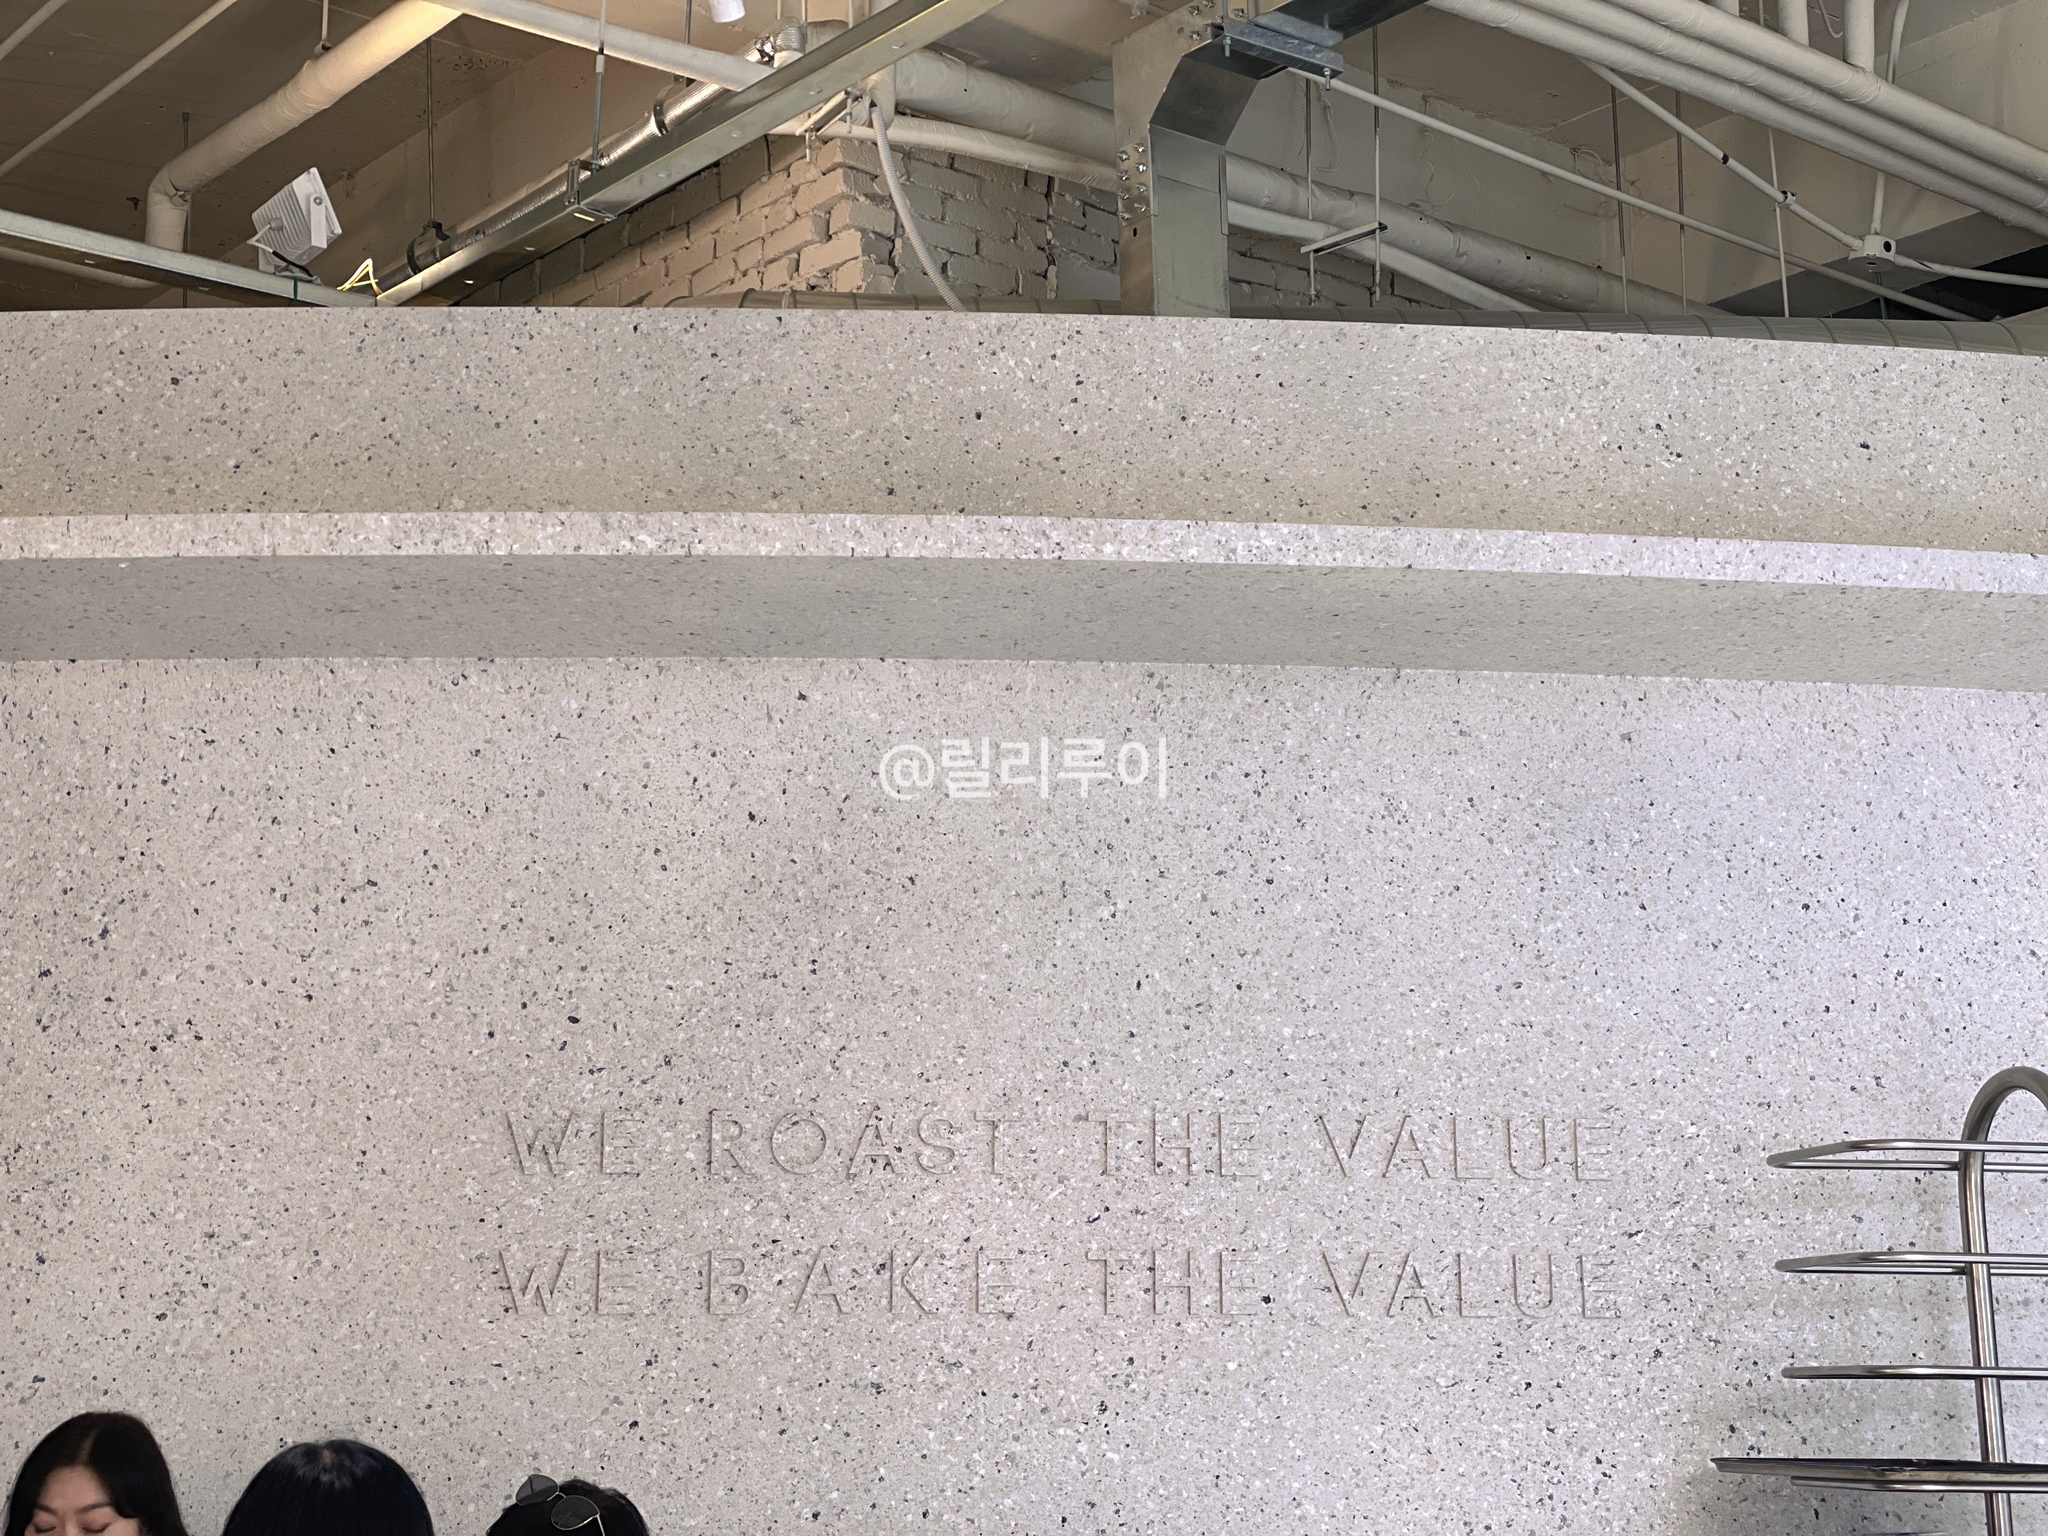 @릴리루이
WE ROAST THE VALUE
WE BAKE THE VALUE